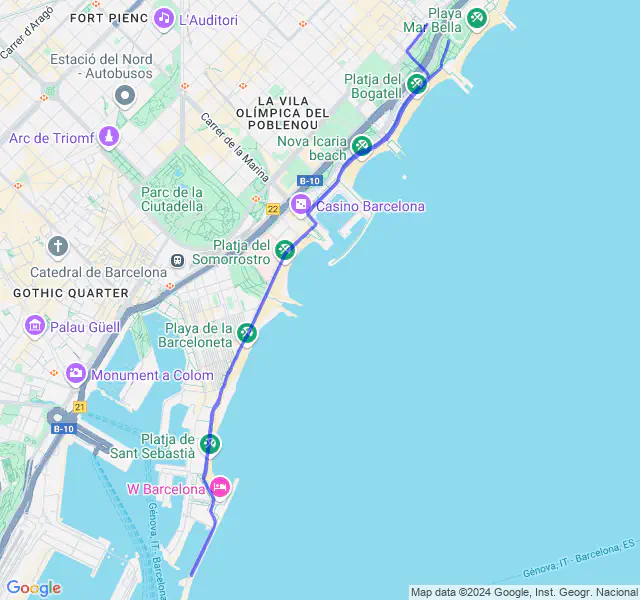 FORT PIENC
L'Auditori
Carrer d'Aragó
Playa
Mar Bella
Estació del Nord
- Autobusos
Platja del
Bogatell
LA VILA
OLÍMPICA DEL
POBLENOU
Arc de Triomf
Carrer de la Marina
Nova Icaria
beach
B-10
Parc de la
Ciutadella
22
Casino Barcelona
Platja del
Somorrostro
Catedral de Barcelona
GOTHIC QUARTER
Palau Güell
Playa de la
Barceloneta
Monument a Colom
21
B-10
Platja de
Sant Sebastià
W Barcelona
Gènova, IT - Barcelona, ES
Gènova, IT - Barcelona, ES
Google
Map data ©2024 Google, Inst. Geogr. Nacional